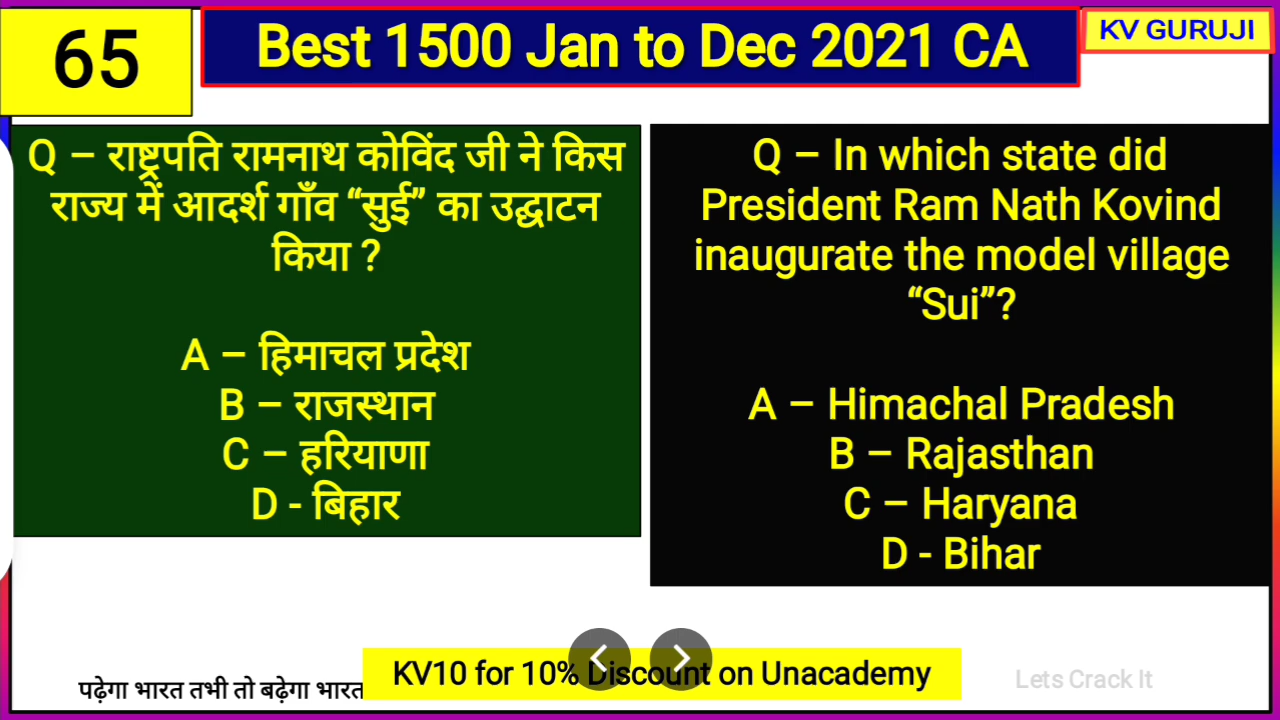 65
Best 1500 Jan to Dec 2021 CA
KV GURUJI
Q – राष्ट्रपति रामनाथ कोविंद जी ने किस
राज्य में आदर्श गाँव “सुई” का उद्घाटन
किया ?
A – हिमाचल प्रदेश
B – राजस्थान
C – हरियाणा
D - बिहार
Q – In which state did
President Ram Nath Kovind
inaugurate the model village
“Sui”?
A – Himachal Pradesh
B – Rajasthan
C – Haryana
D - Bihar
पढ़ेगा भारत तभी तो बढ़ेगा भारत
KV10 for 10% Discount on Unacademy
Lets Crack It